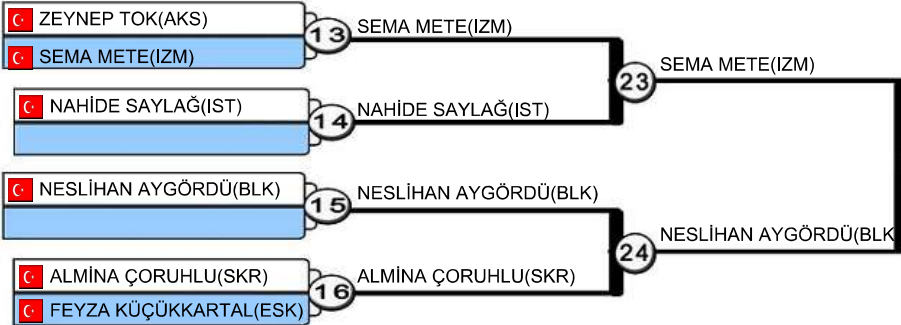 ZEYNEP TOK(AKS)
SEMA METE(IZM)
13
SEMA METE(IZM)
NAHİDE SAYLAĞ(IST)
14
NAHİDE SAYLAĞ(IST)
23
SEMA METE(IZM)
NESLİHAN AYGÖRDÜ(BLK)
15
NESLİHAN AYGÖRDÜ(BLK)
ALMİNA ÇORUHLU(SKR)
FEYZA KÜÇÜKKARTAL(ESK)
16
ALMİNA ÇORUHLU(SKR)
24
NESLİHAN AYGÖRDÜ(BLK